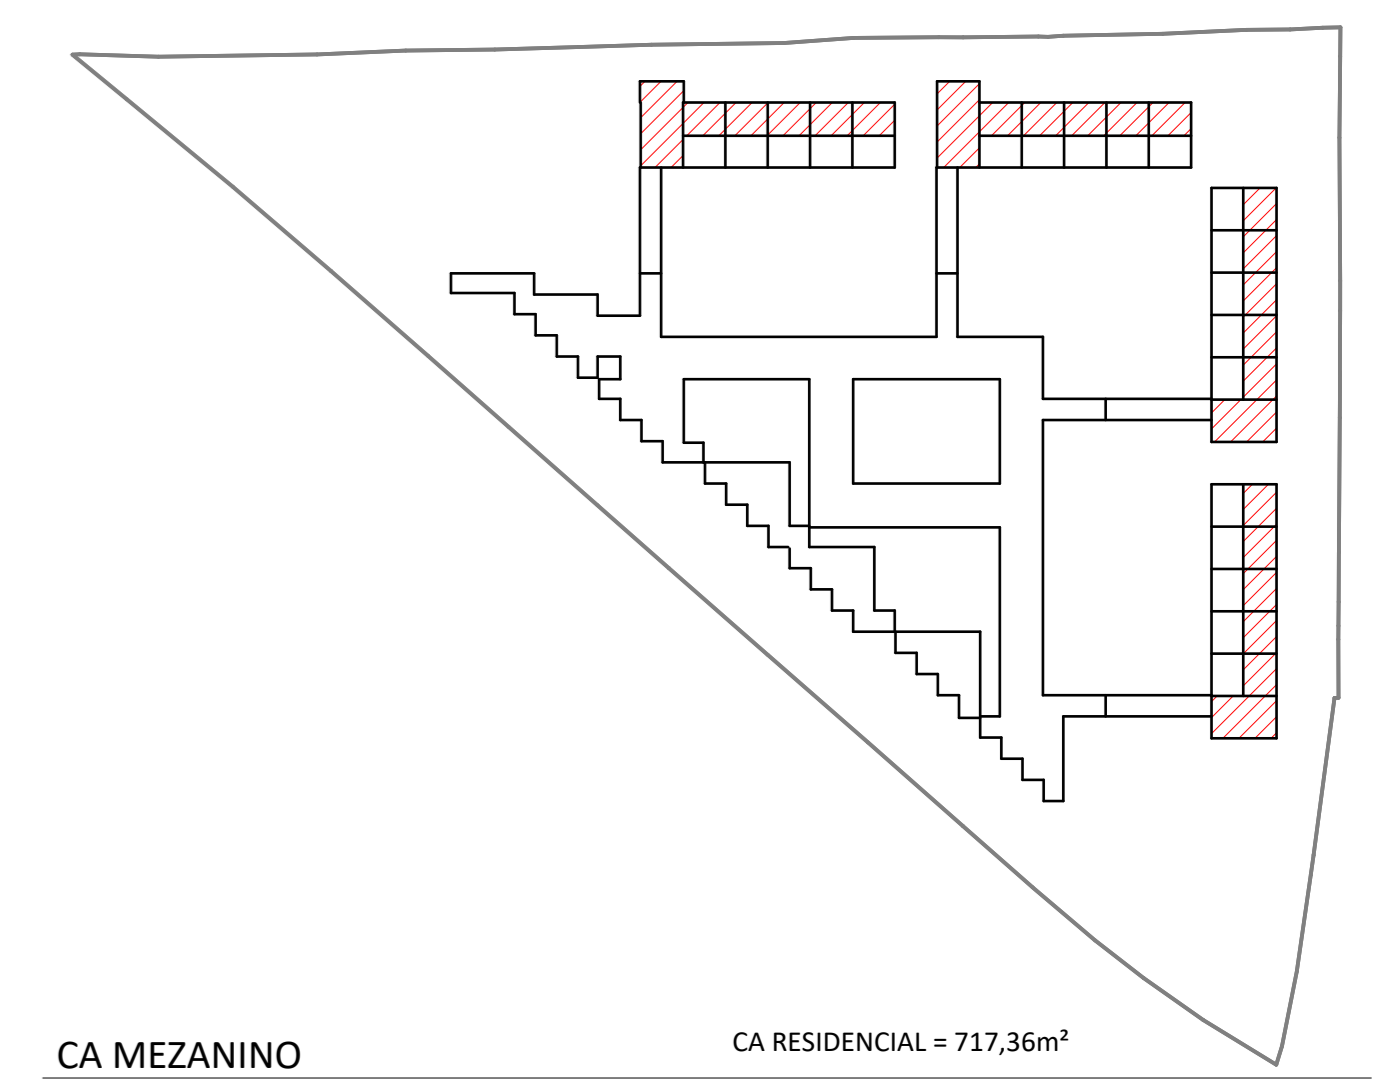 CA RESIDENCIAL = 717,36m²
CA MEZANINO